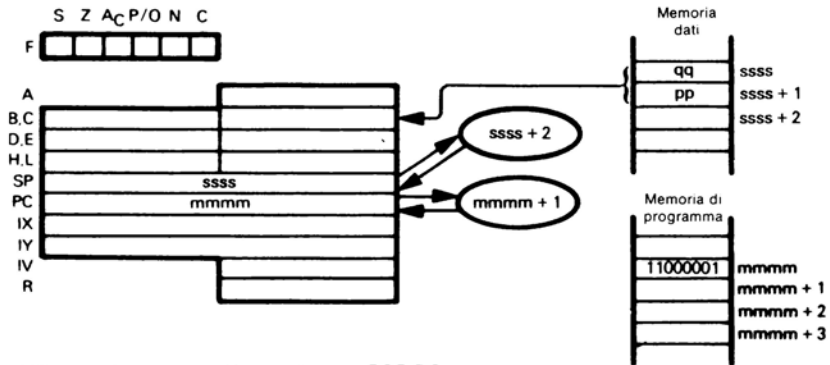 S Z AC P/O N C
F
A
B,C
D,E
H,L
SP ssss
PC mmmm
IX
IY
IV
R
ssss + 2
mmmm + 1
Memoria
dati
qq ssss
pp ssss + 1
ssss + 2
Memoria di
programma
11000001 mmmm
mmmm + 1
mmmm + 2
mmmm + 3